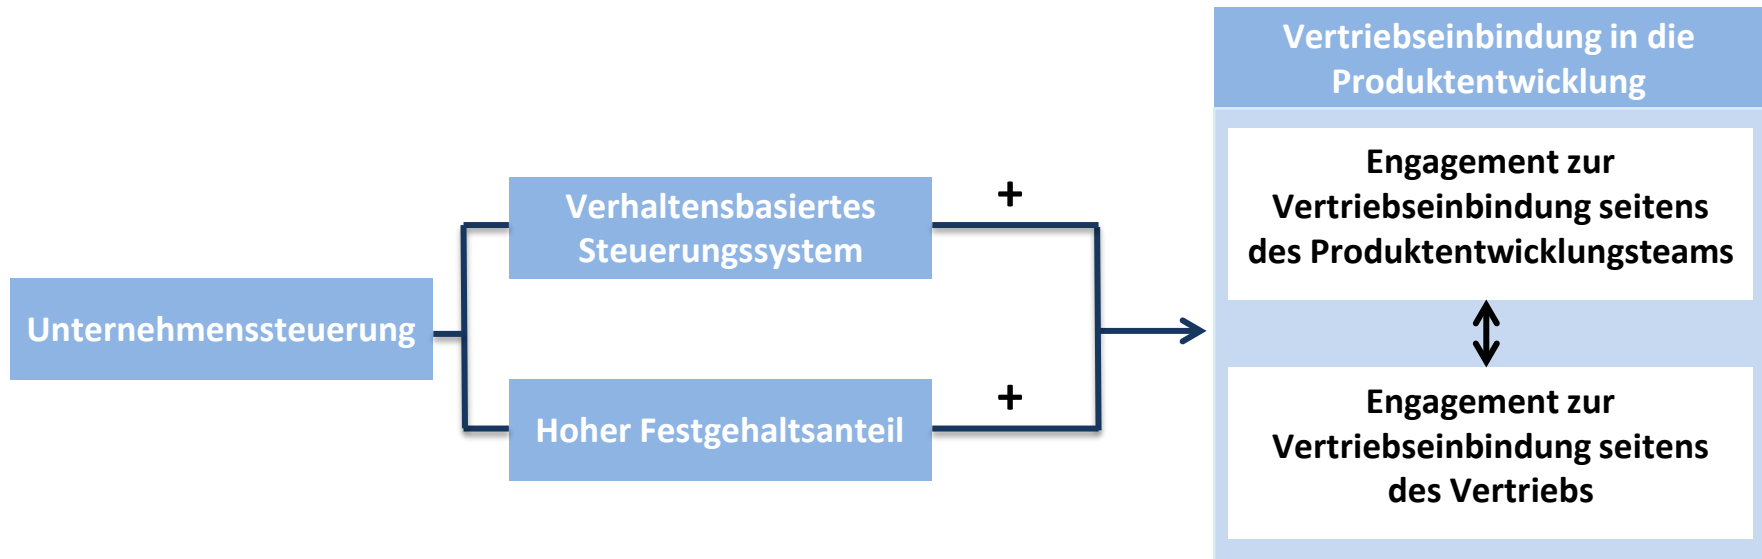 Unternehmenssteuerung
Verhaltensbasiertes
Steuerungssystem
+
Hoher Festgehaltsanteil
+
Vertriebseinbindung in die
Produktentwicklung
Engagement zur
Vertriebseinbindung seitens
des Produktentwicklungsteams
Engagement zur
Vertriebseinbindung seitens
des Vertriebs